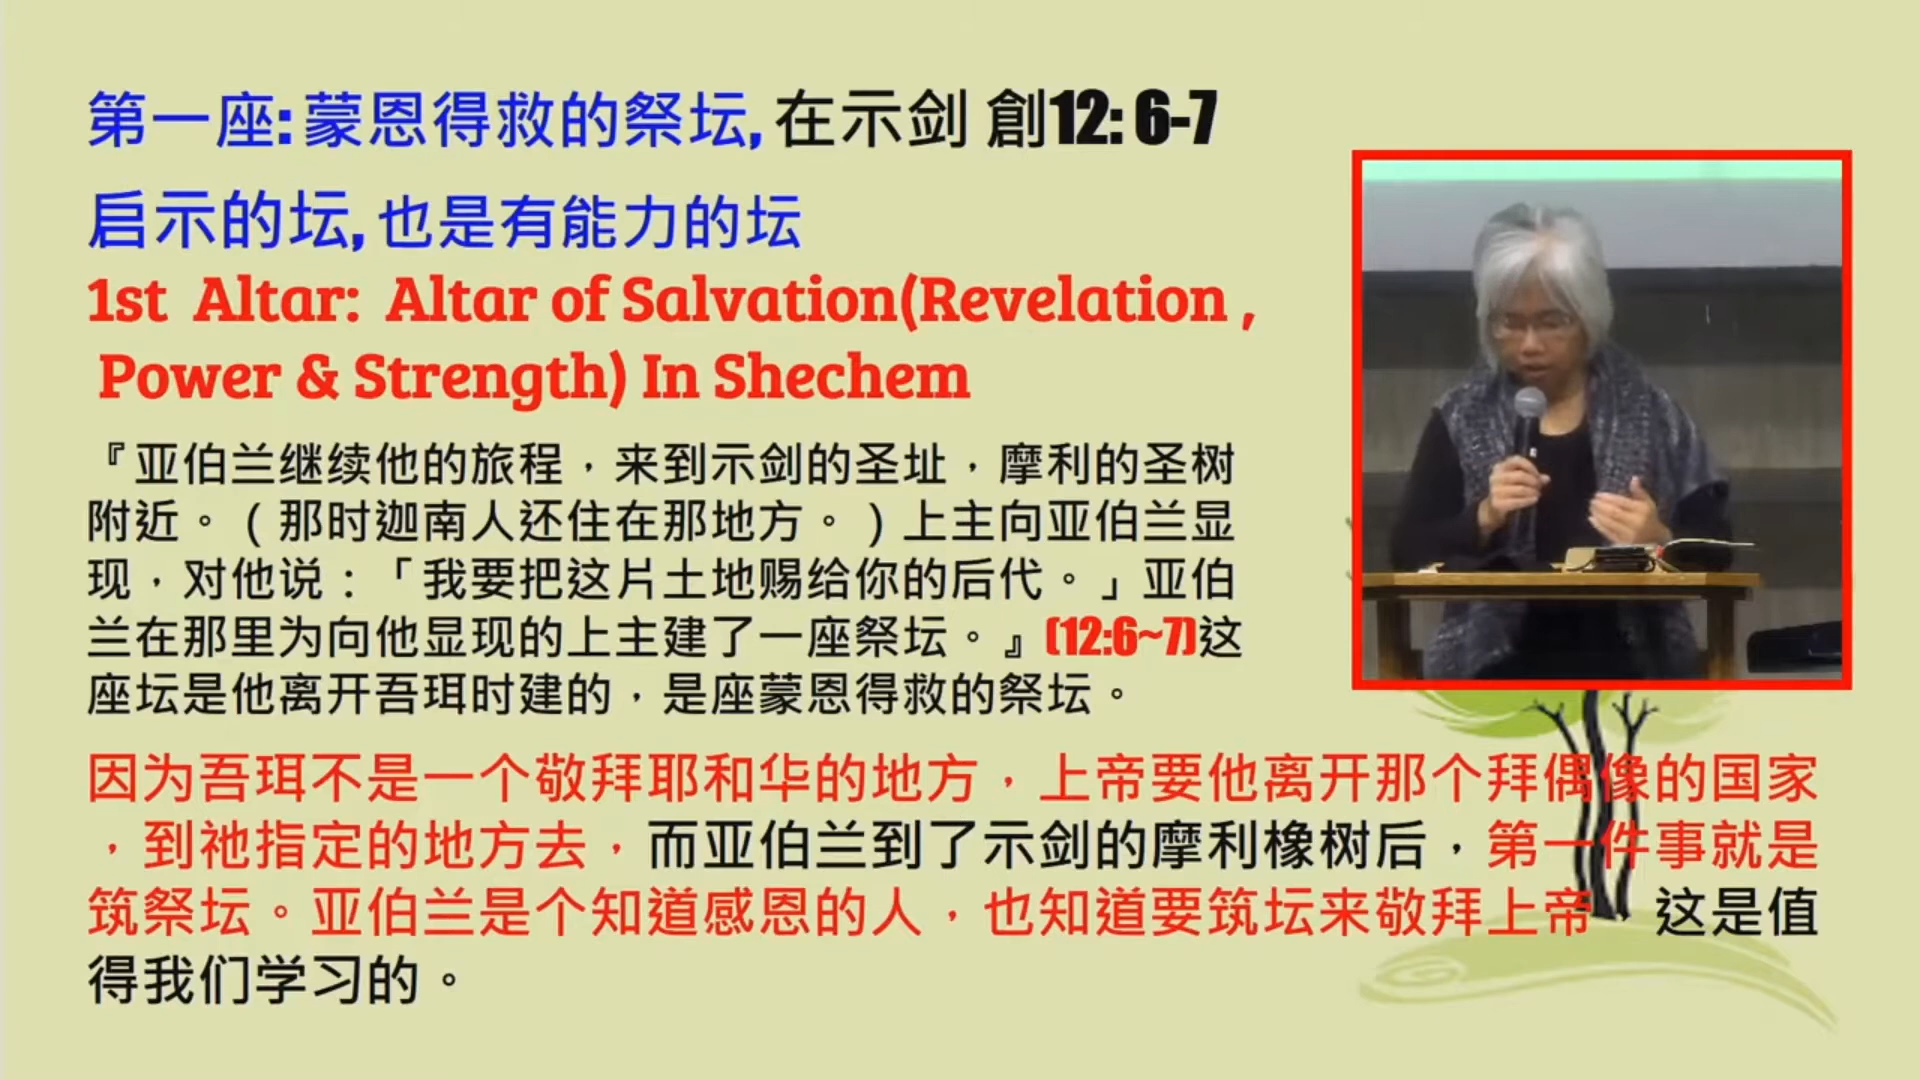 第一座: 蒙恩得救的祭坛, 在示剑 創12: 6-7
启示的坛, 也是有能力的坛
1st Altar: Altar of Salvation(Revelation ,
Power & Strength) In Shechem
『亚伯兰继续他的旅程，来到示剑的圣址，摩利的圣树
附近。（那时迦南人还住在那地方。）上主向亚伯兰显
现，对他说：「我要把这片土地赐给你的后代。」亚伯
兰在那里为向他显现的上主建了一座祭坛。』(12:6~7)这
座坛是他离开吾珥时建的，是座蒙恩得救的祭坛。
因为吾珥不是一个敬拜耶和华的地方，上帝要他离开那个拜偶像的国家
，到祂指定的地方去，而亚伯兰到了示剑的摩利橡树后，第一件事就是
筑祭坛。亚伯兰是个知道感恩的人，也知道要筑坛来敬拜上帝，这是值
得我们学习的。